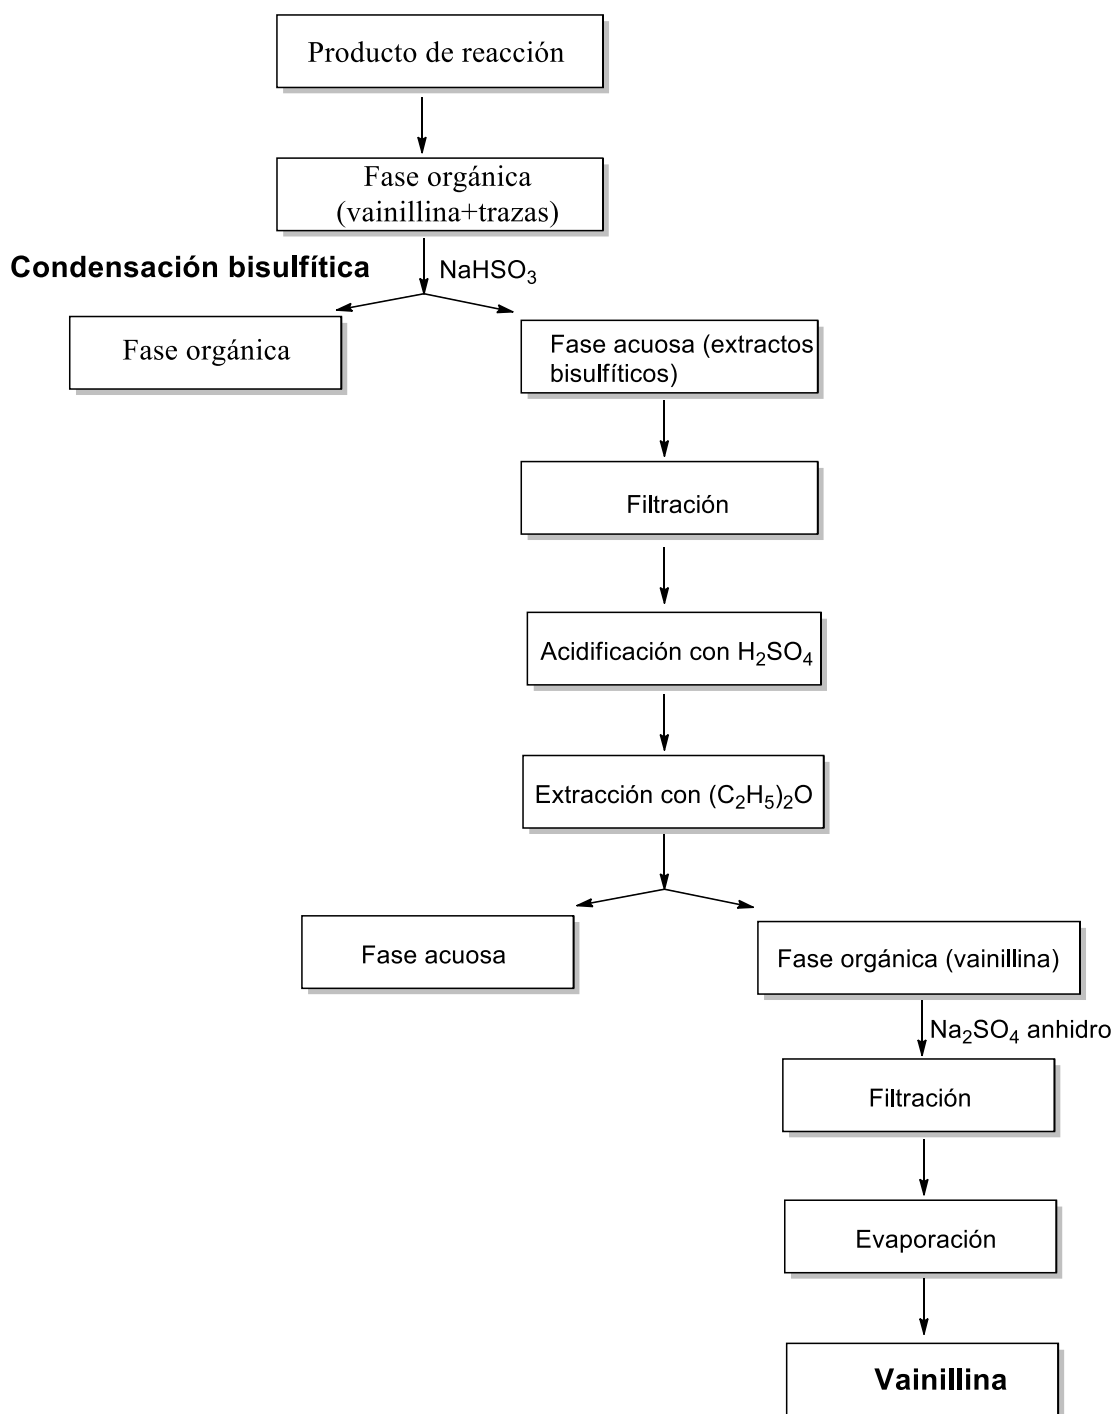 Producto de reacción
Fase orgánica
(vainillina+trazas)
Condensación bisulfítica
NaHSO3
Fase orgánica
Fase acuosa (extractos
bisulfíticos)
Filtración
Acidificación con H2SO4
Extracción con (C2H5)2O
Fase acuosa
Fase orgánica (vainillina)
Na2SO4 anhidro
Filtración
Evaporación
Vainillina